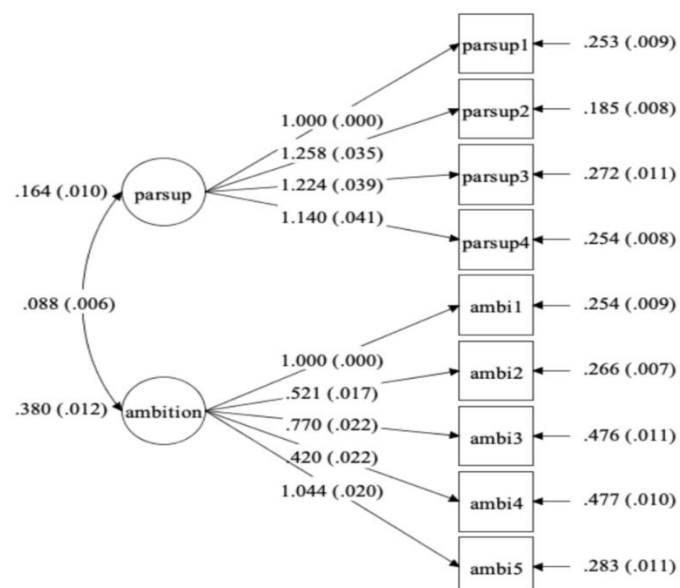 parsup1
.253 (.009)
parsup2
.185 (.008)
parsup3
.272 (.011)
parsup4
.254 (.008)
1.000 (.000)
1.258 (.035)
1.224 (.039)
1.140 (.041)
.164 (.010)
parsup
.088 (.006)
.380 (.012)
ambition
1.000 (.000)
.521 (.017)
.770 (.022)
.420 (.022)
1.044 (.020)
ambi1
.254 (.009)
ambi2
.266 (.007)
ambi3
.476 (.011)
ambi4
.477 (.010)
ambi5
.283 (.011)